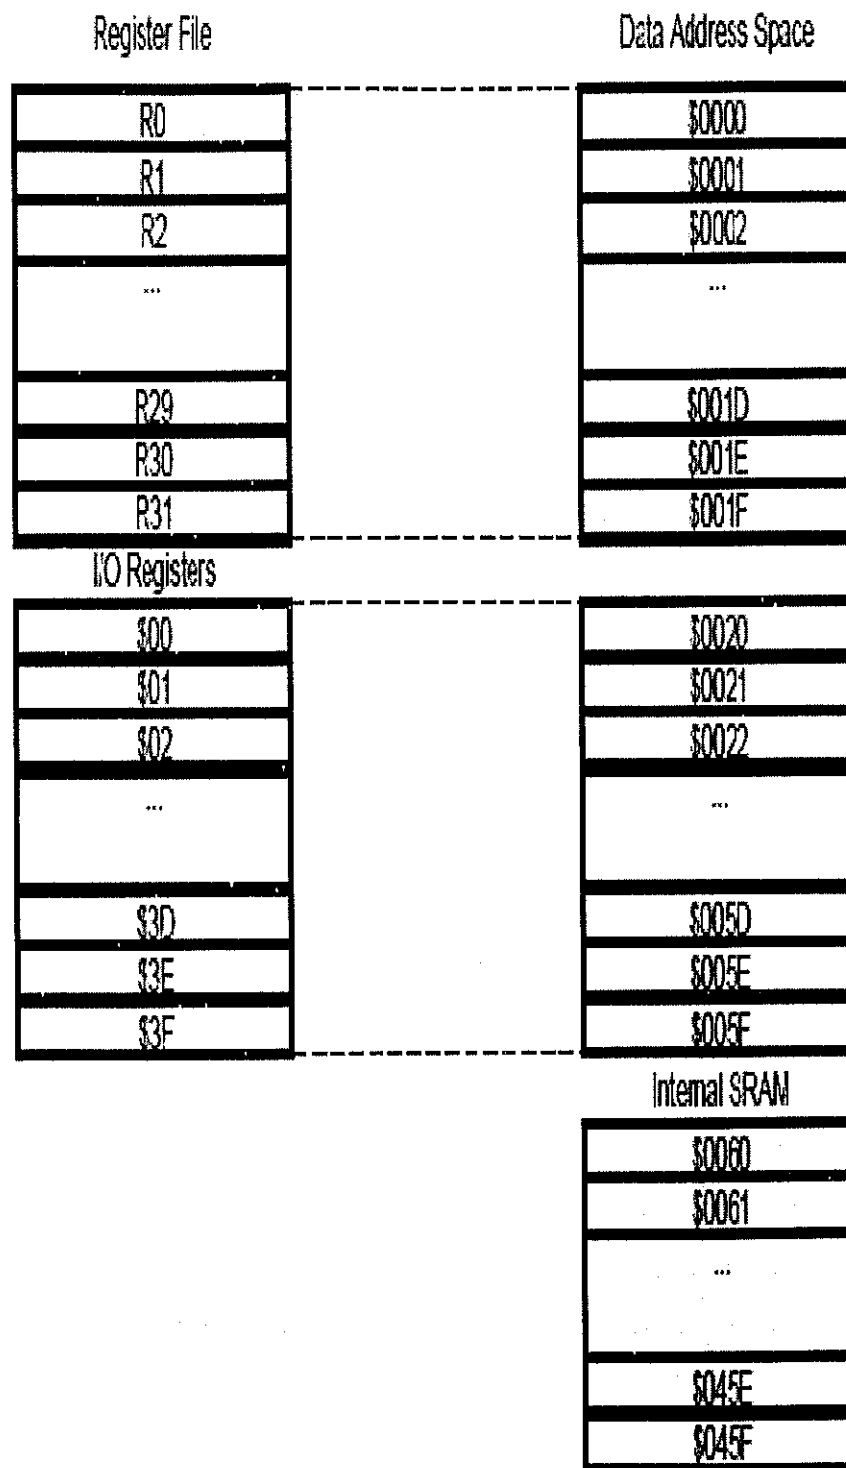 Register File Data Address Space
R0 $0000
R1 $0001
R2 $0002
... ...
R29 $001D
R30 $001E
R31 $001F
I/O Registers
$00 $0020
$01 $0021
$02 $0022
... ...
$3D $005D
$3E $005E
$3F $005F
Internal SRAM
$0060
$0061
...
$045E
$045F